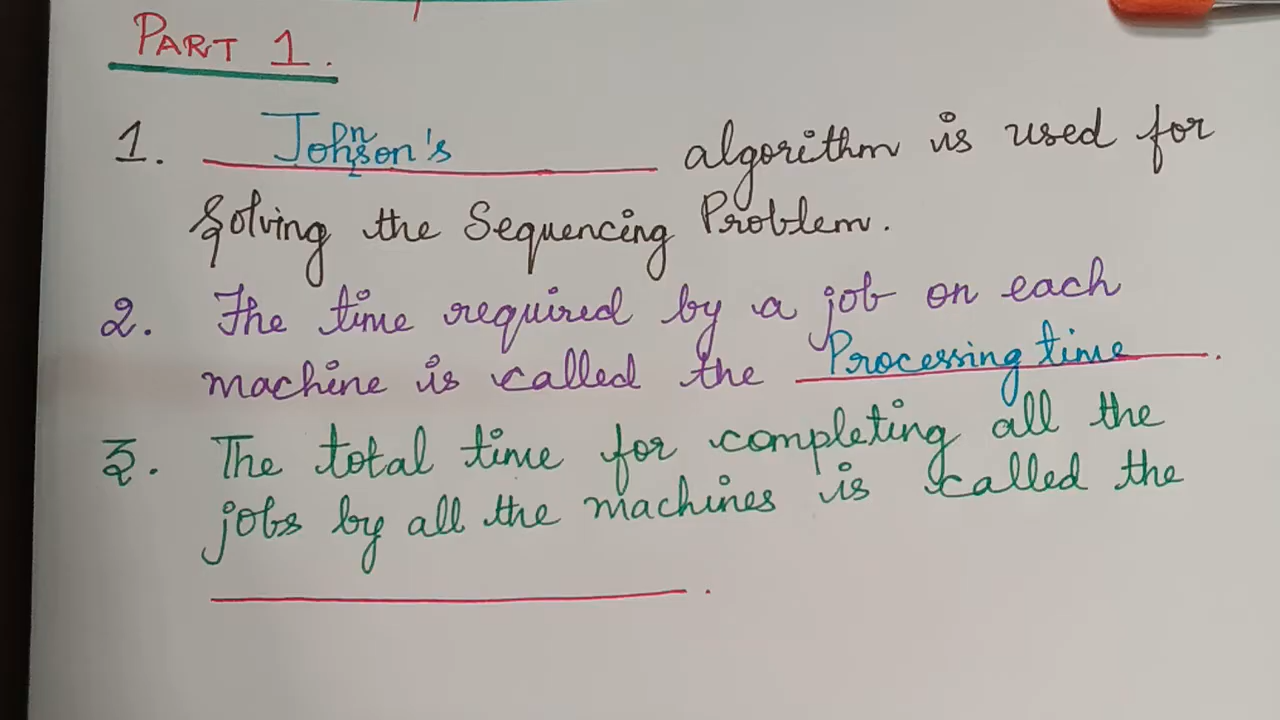 PART 1.
1. Johnson's algorithm is used for
Solving the Sequencing Problem.
2. The time required by a job on each
machine is called the Processing time.
3. The total time for completing all the
jobs by all the machines is called the
.